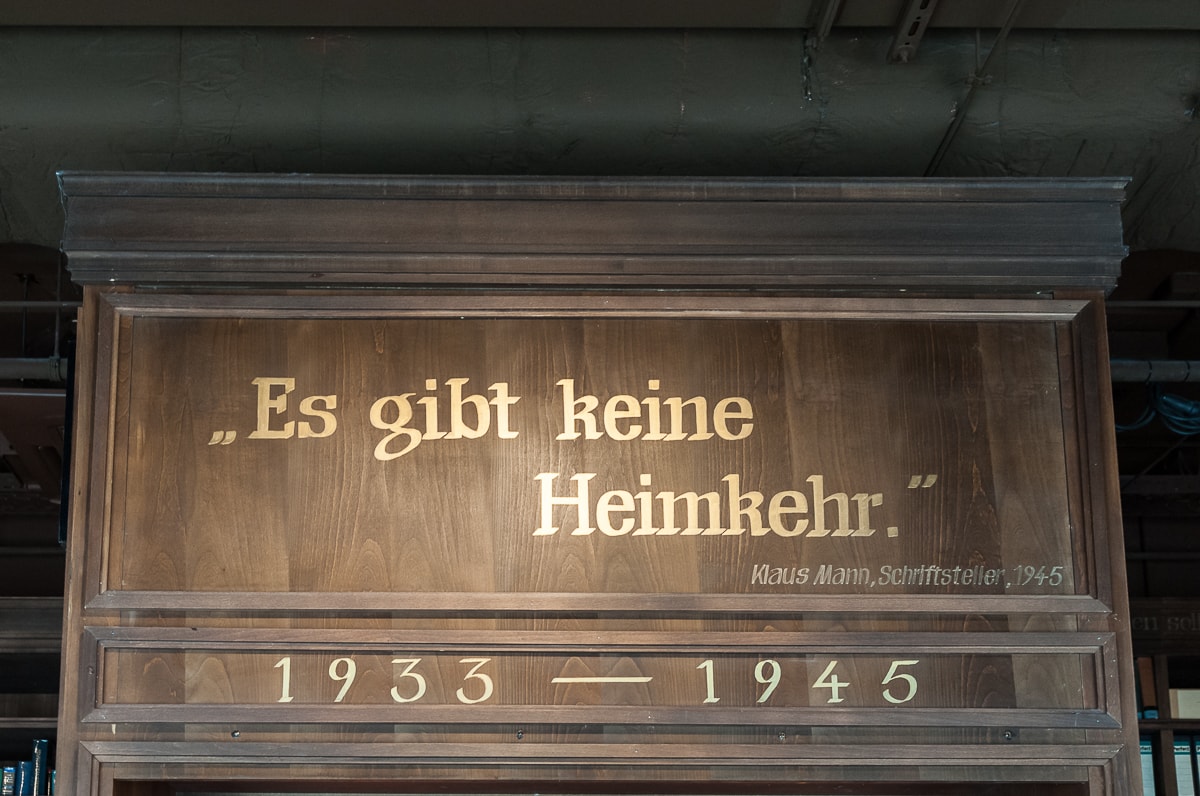 „Es gibt keine
Heimkehr.”
Klaus Mann, Schriftsteller, 1945
1933 — 1945